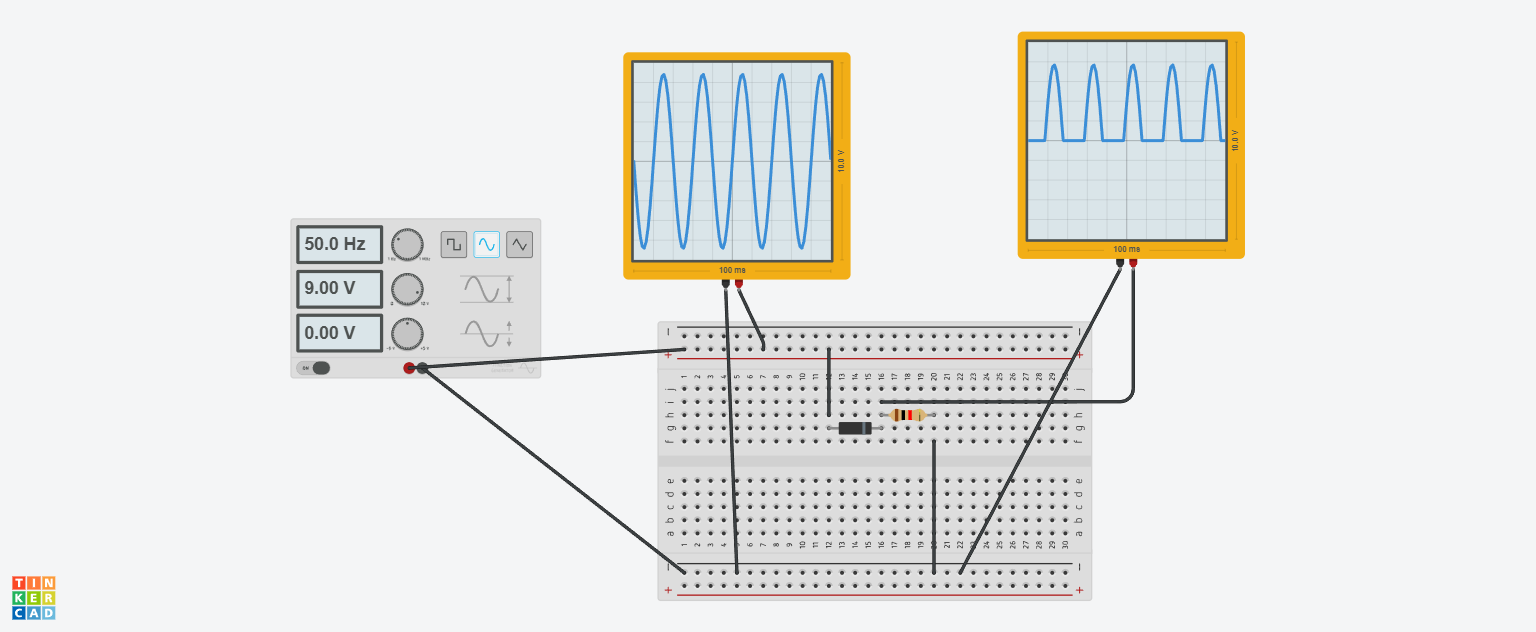 50.0 Hz
9.00 V
0.00 V
ON
100 ms
10.0 V
100 ms
10.0 V
− −
+ +
1 2 3 4 5 6 7 8 9 10 11 12 13 14 15 16 17 18 19 20 21 22 23 24 25 26 27 28 29 30
j j
i i
h h
g g
f f
e e
d d
c c
b b
a a
1 2 3 4 5 6 7 8 9 10 11 12 13 14 15 16 17 18 19 20 21 22 23 24 25 26 27 28 29 30
− −
+ +
TIN
KER
CAD